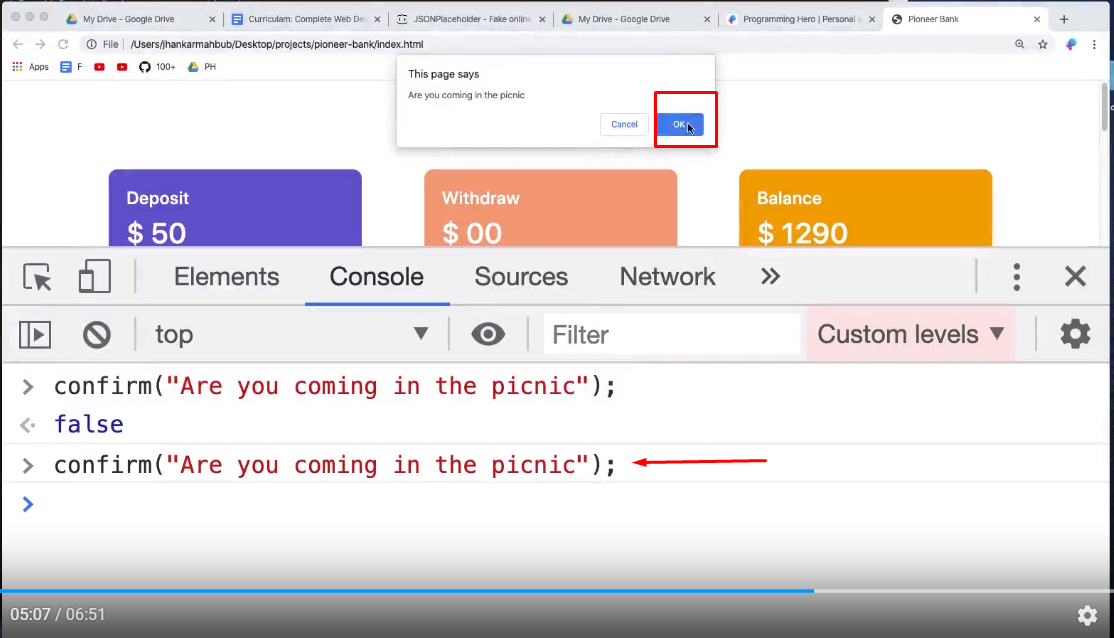 My Drive - Google Drive
Curriculam: Complete Web Dev
JSONPlaceholder - Fake online
My Drive - Google Drive
Programming Hero | Personal
Pioneer Bank
File /Users/jhankarmahbub/Desktop/projects/pioneer-bank/index.html
Apps F 100+ PH
This page says
Are you coming in the picnic
Cancel OK
Deposit Withdraw Balance
$ 50 $ 00 $ 1290
Elements Console Sources Network »
top Filter Custom levels
> confirm("Are you coming in the picnic");
false
> confirm("Are you coming in the picnic");
>
05:07 / 06:51